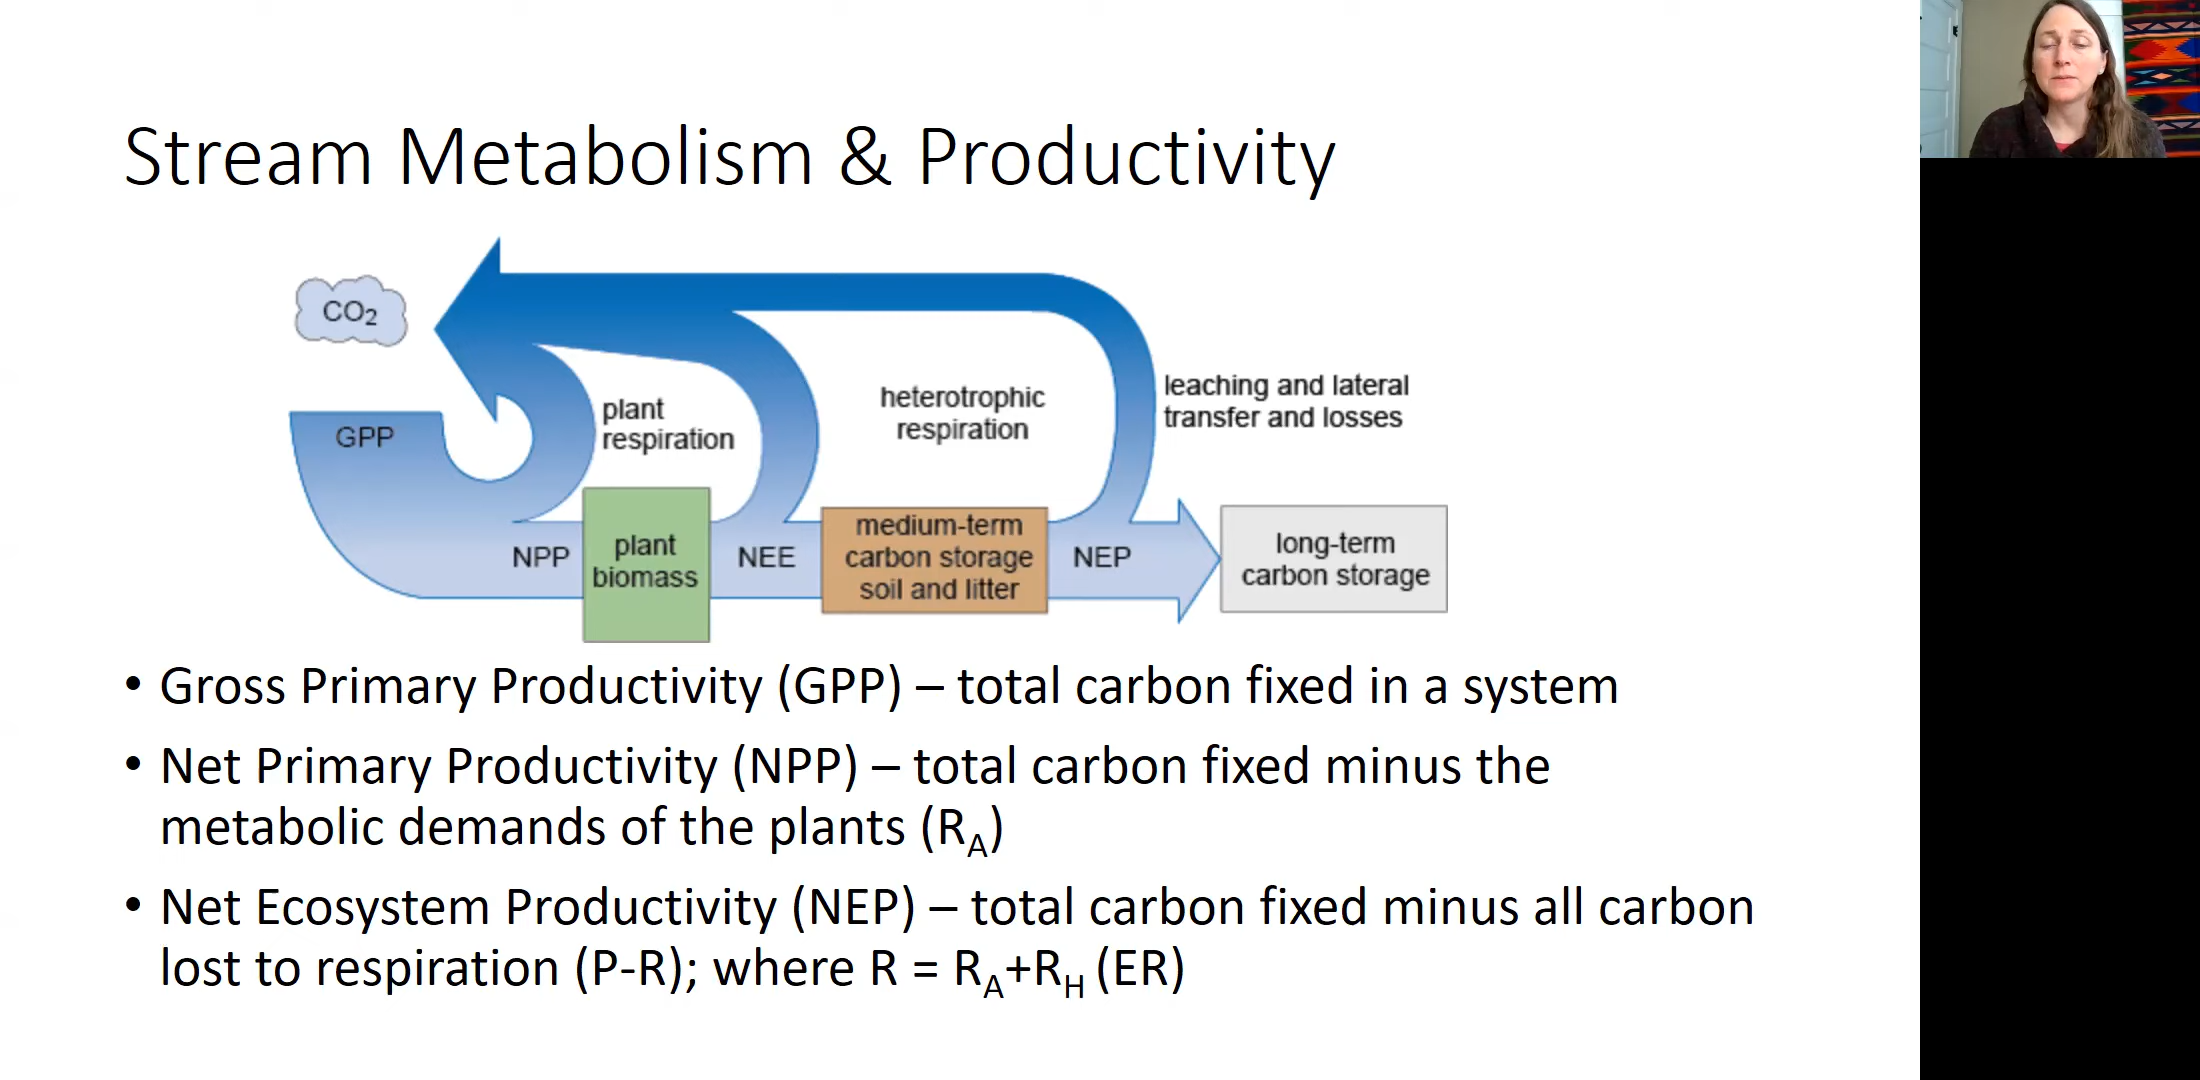 Stream Metabolism & Productivity
CO₂
GPP
plant
respiration
heterotrophic
respiration
leaching and lateral
transfer and losses
NPP
plant
biomass
NEE
medium-term
carbon storage
soil and litter
NEP
long-term
carbon storage
• Gross Primary Productivity (GPP) – total carbon fixed in a system
• Net Primary Productivity (NPP) – total carbon fixed minus the
metabolic demands of the plants (R_A)
• Net Ecosystem Productivity (NEP) – total carbon fixed minus all carbon
lost to respiration (P-R); where R = R_A+R_H (ER)